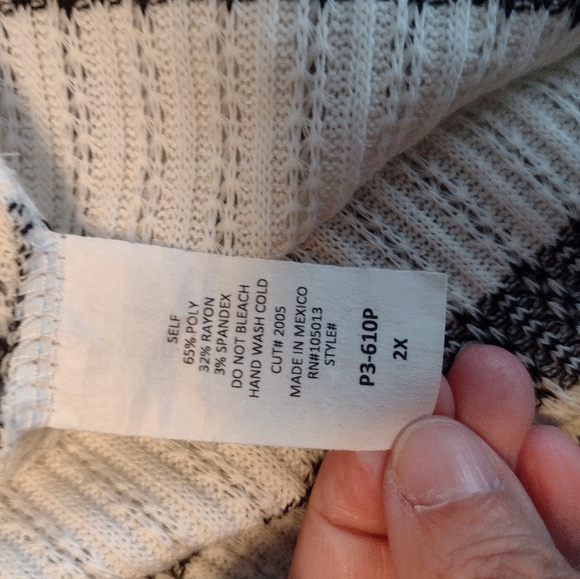 SELF
65% POLY
32% RAYON
3% SPANDEX
DO NOT BLEACH
HAND WASH COLD
CUT# 2005
MADE IN MEXICO
RN#105013
STYLE#
P3-610P
2X